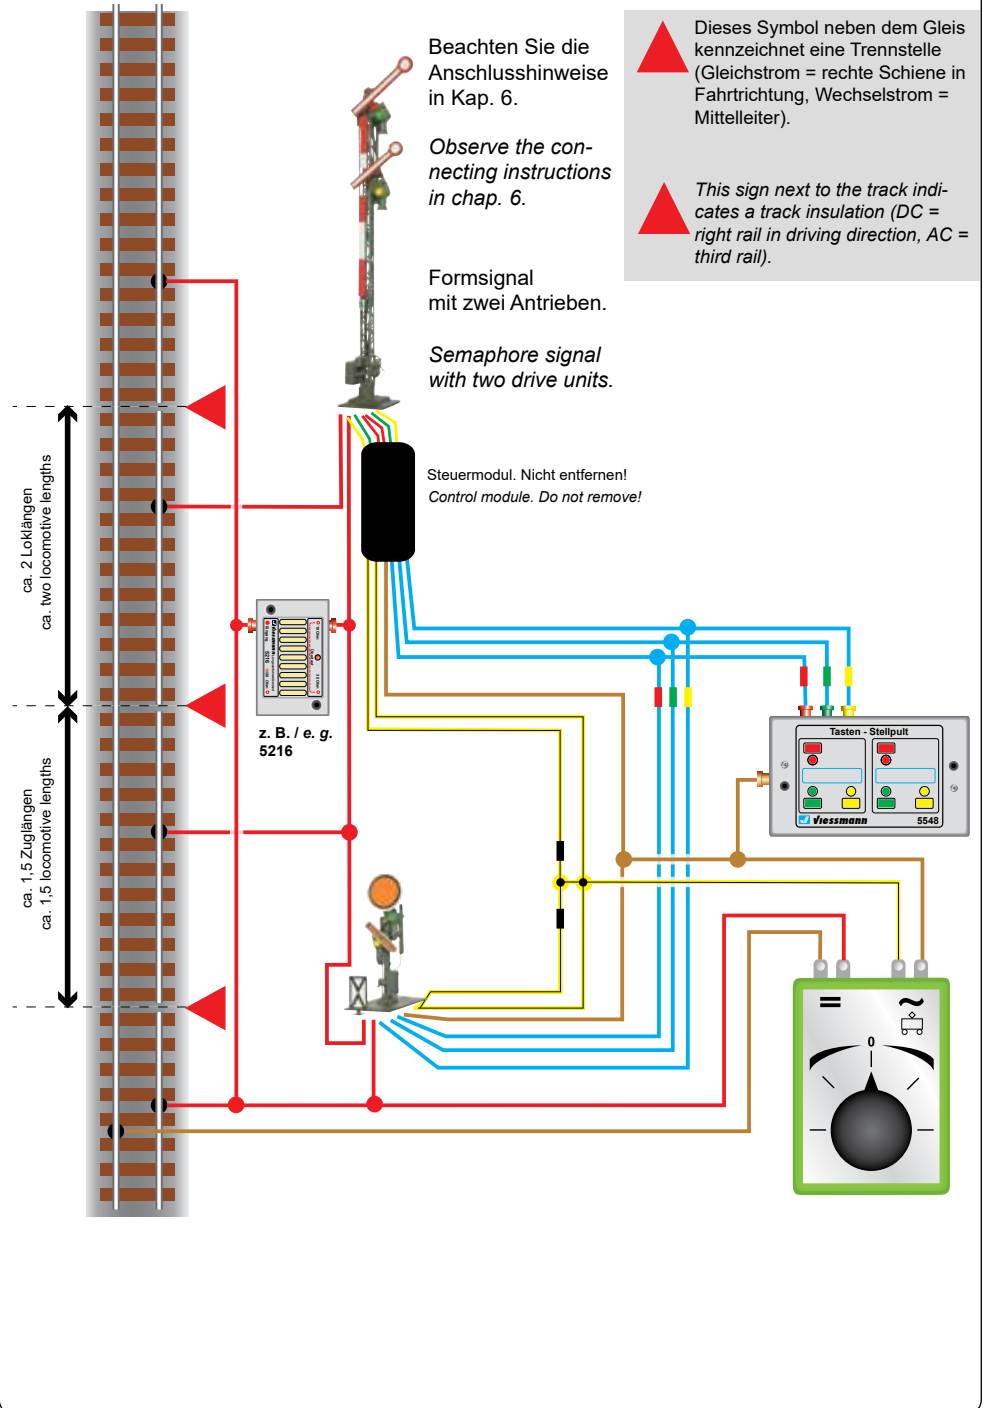 Beachten Sie die
Anschlusshinweise
in Kap. 6.
Observe the con-
necting instructions
in chap. 6.
Formsignal
mit zwei Antrieben.
Semaphore signal
with two drive units.
Dieses Symbol neben dem Gleis
kennzeichnet eine Trennstelle
(Gleichstrom = rechte Schiene in
Fahrtrichtung, Wechselstrom =
Mittelleiter).
This sign next to the track indi-
cates a track insulation (DC =
right rail in driving direction, AC =
third rail).
Steuermodul. Nicht entfernen!
Control module. Do not remove!
ca. 2 Loklängen
ca. two locomotive lengths
ca. 1,5 Zuglängen
ca. 1,5 locomotive lengths
Viessmann
5216
z. B. / e. g.
5216
Tasten - Stellpult
Viessmann 5548
= ~
0